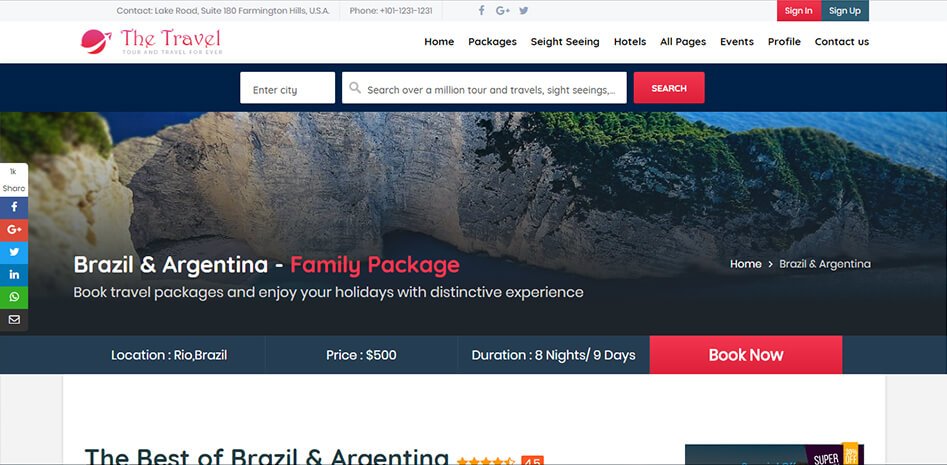 Contact: Lake Road, Suite 180 Farmington Hills, U.S.A. Phone: +101-1231-1231 Sign In Sign Up
The Travel
TOUR AND TRAVEL FOR EVER
Home Packages Seight Seeing Hotels All Pages Events Profile Contact us
Enter city Search over a million tour and travels, sight seeings,... SEARCH
1k
Share
Brazil & Argentina - Family Package
Home > Brazil & Argentina
Book travel packages and enjoy your holidays with distinctive experience
Location : Rio,Brazil Price : $500 Duration : 8 Nights/ 9 Days Book Now
The Best of Brazil & Argentina 4.5
SUPER
OFF